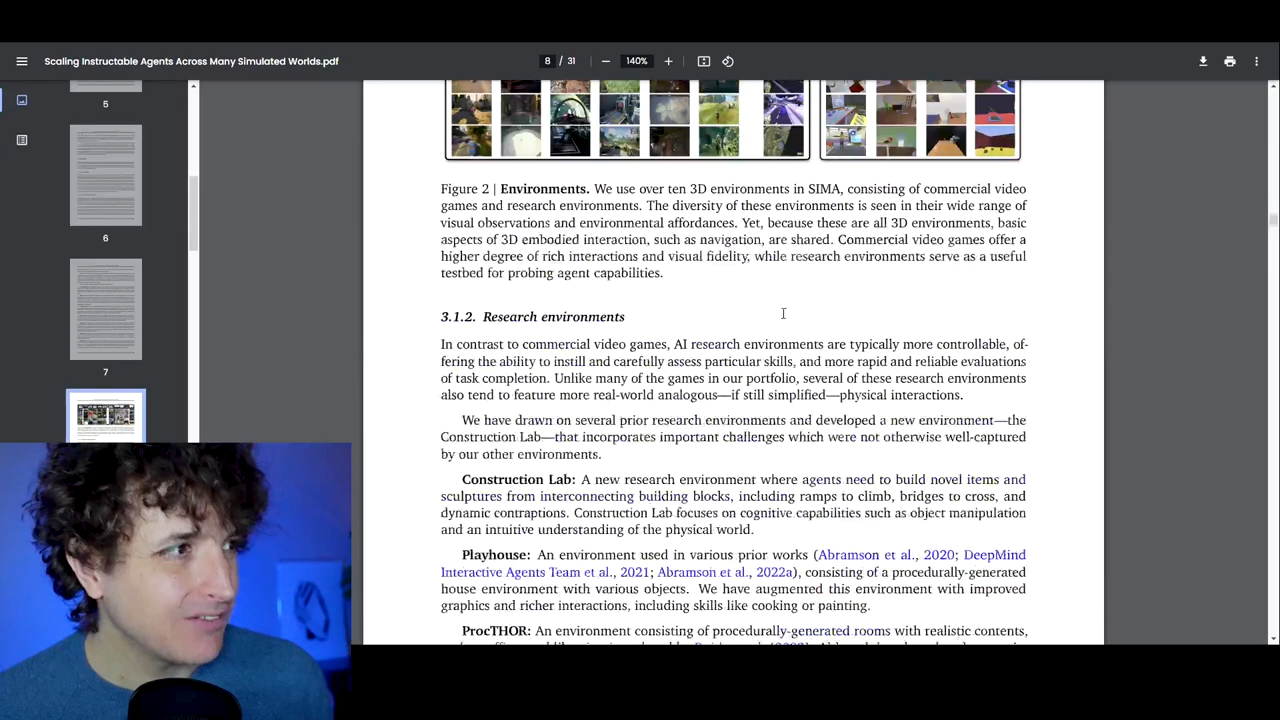 Scaling Instructable Agents Across Many Simulated Worlds.pdf
8 / 31
140%
5
6
7
Figure 2 | Environments. We use over ten 3D environments in SIMA, consisting of commercial video
games and research environments. The diversity of these environments is seen in their wide range of
visual observations and environmental affordances. Yet, because these are all 3D environments, basic
aspects of 3D embodied interaction, such as navigation, are shared. Commercial video games offer a
higher degree of rich interactions and visual fidelity, while research environments serve as a useful
testbed for probing agent capabilities.
3.1.2. Research environments
In contrast to commercial video games, AI research environments are typically more controllable, of-
fering the ability to instill and carefully assess particular skills, and more rapid and reliable evaluations
of task completion. Unlike many of the games in our portfolio, several of these research environments
also tend to feature more real-world analogous—if still simplified—physical interactions.
We have drawn on several prior research environments and developed a new environment—the
Construction Lab—that incorporates important challenges which were not otherwise well-captured
by our other environments.
Construction Lab: A new research environment where agents need to build novel items and
sculptures from interconnecting building blocks, including ramps to climb, bridges to cross, and
dynamic contraptions. Construction Lab focuses on cognitive capabilities such as object manipulation
and an intuitive understanding of the physical world.
Playhouse: An environment used in various prior works (Abramson et al., 2020; DeepMind
Interactive Agents Team et al., 2021; Abramson et al., 2022a), consisting of a procedurally-generated
house environment with various objects. We have augmented this environment with improved
graphics and richer interactions, including skills like cooking or painting.
ProcTHOR: An environment consisting of procedurally-generated rooms with realistic contents,